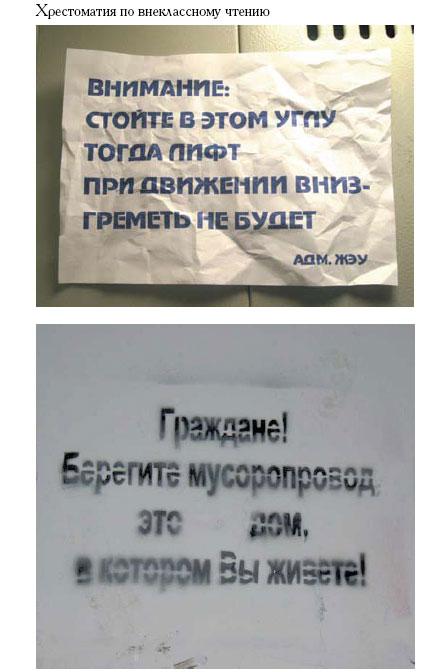 Хрестоматия по внеклассному чтению
ВНИМАНИЕ:
СТОЙТЕ В ЭТОМ УГЛУ
ТОГДА ЛИФТ
ПРИ ДВИЖЕНИИ ВНИЗ-
ГРЕМЕТЬ НЕ БУДЕТ
АДМ. ЖЭУ
Граждане!
Берегите мусоропровод,
это дом,
в котором Вы живете!